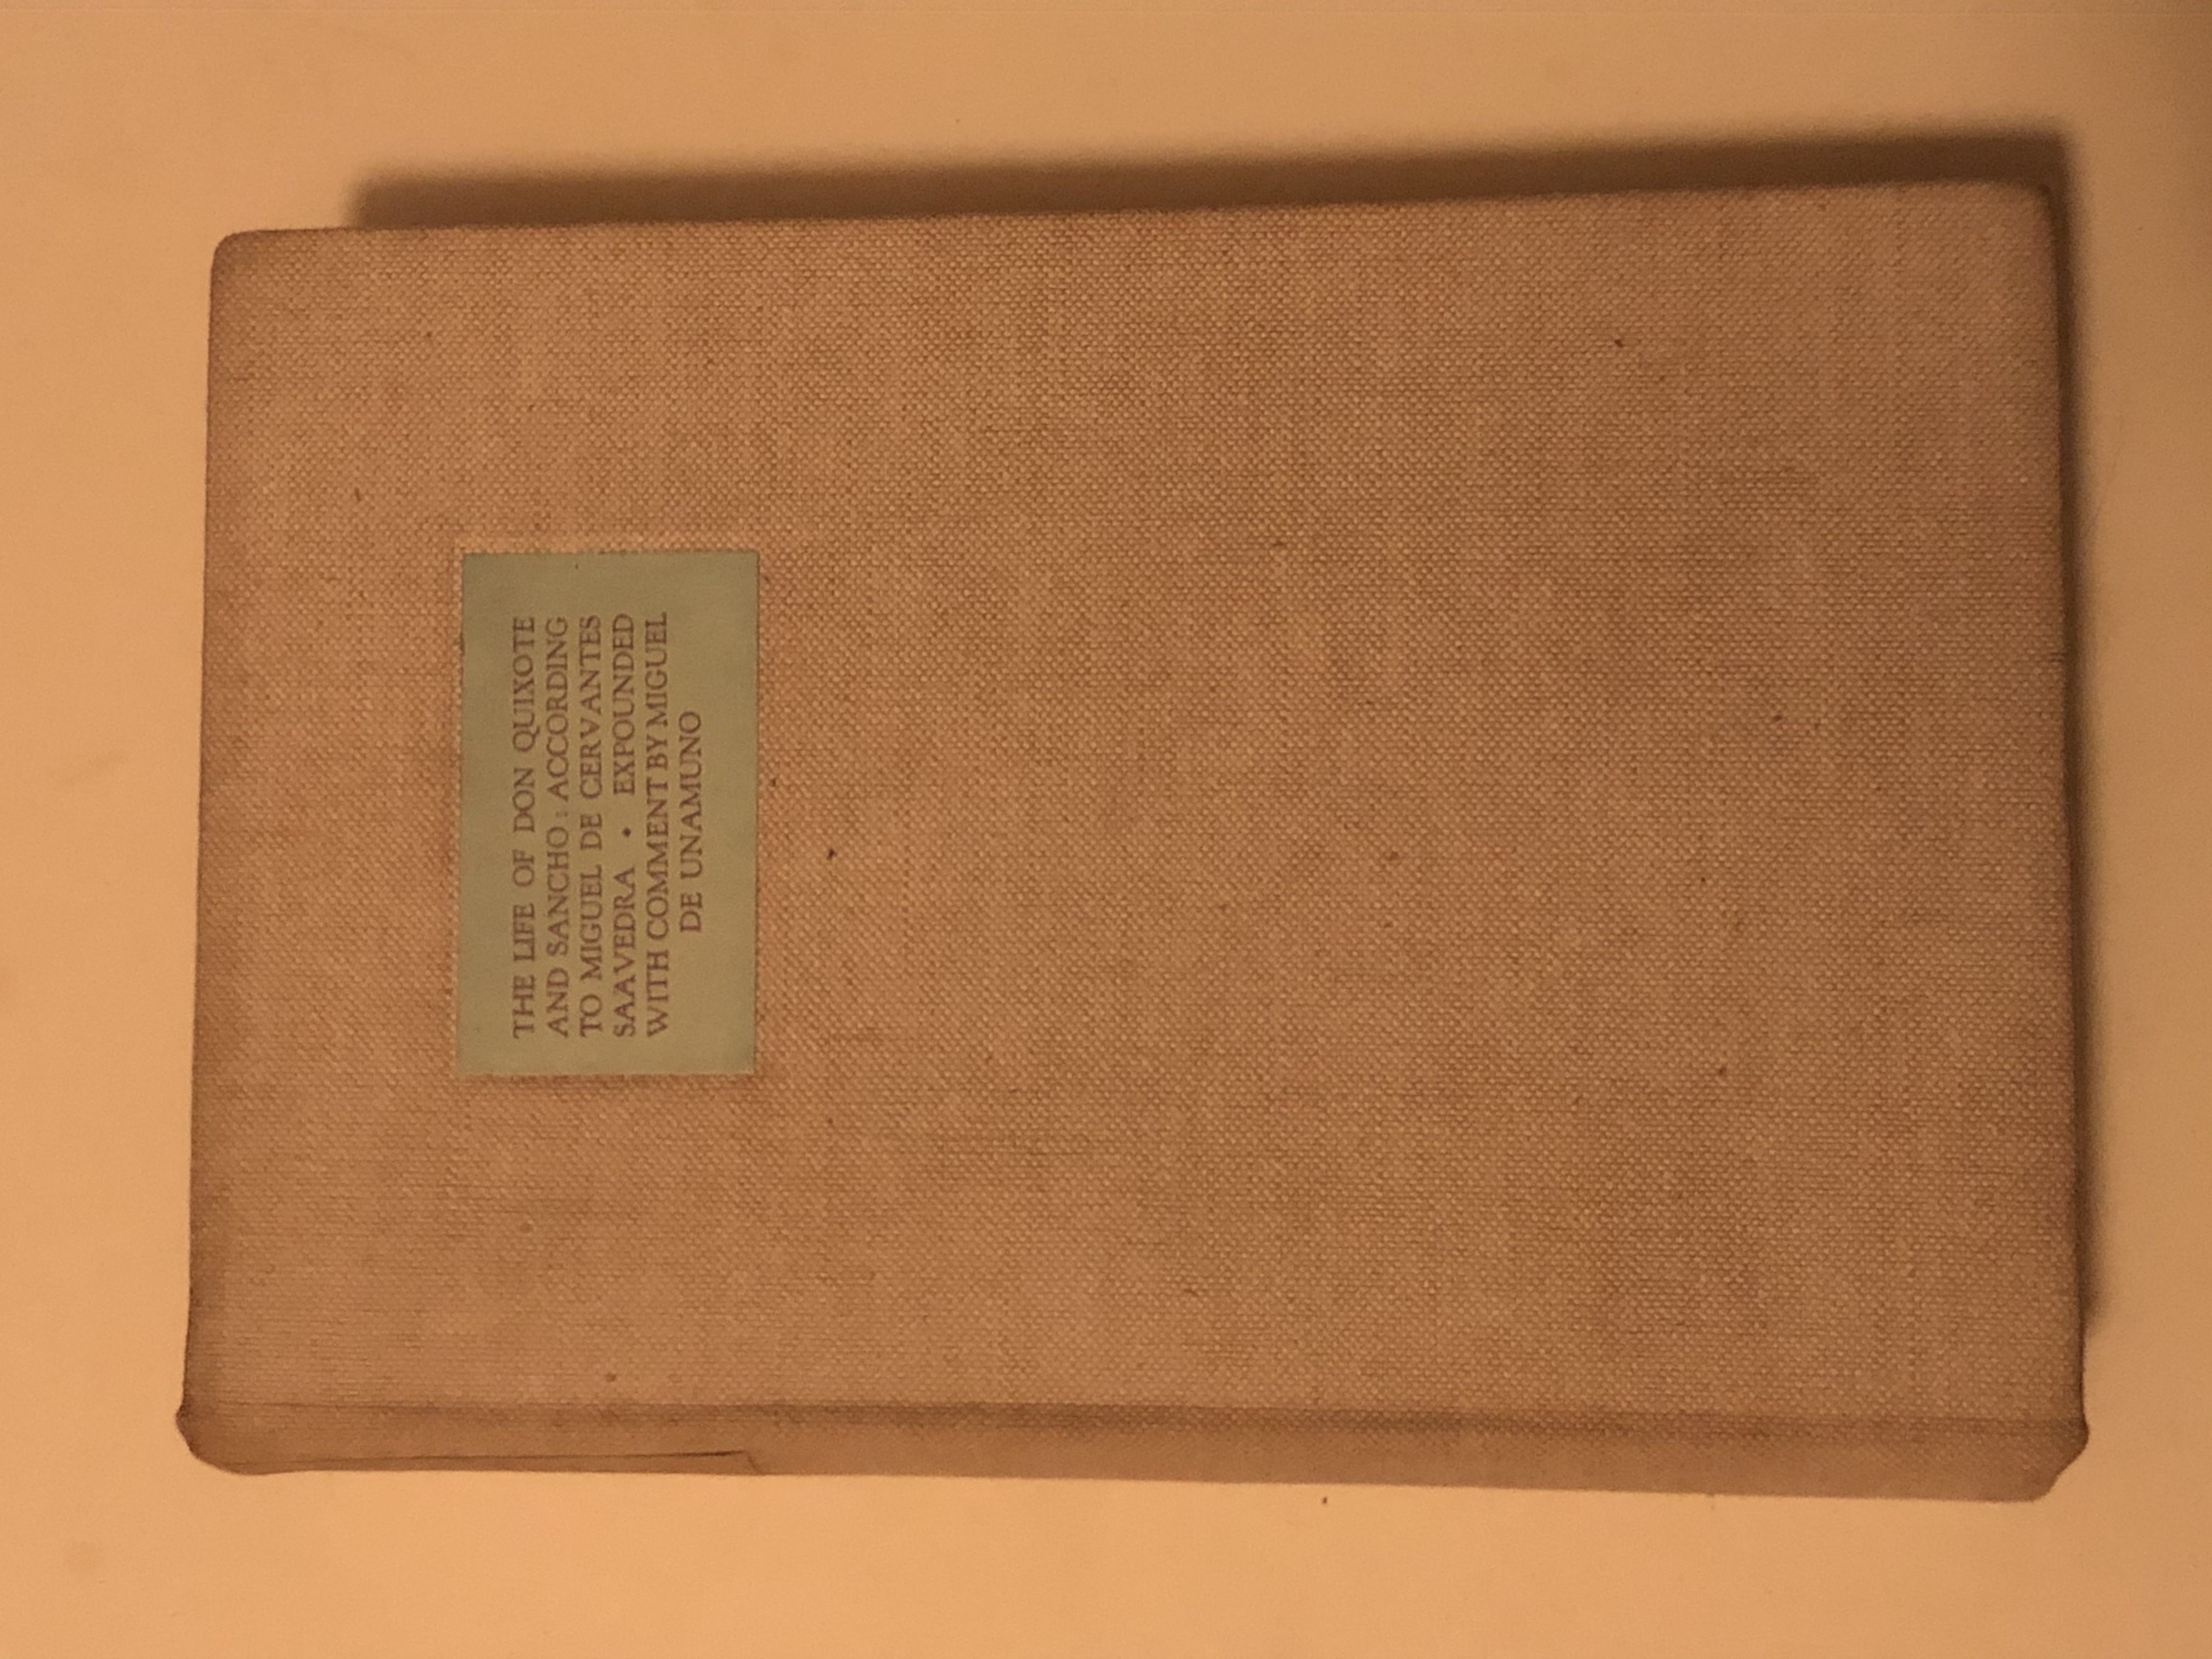 THE LIFE OF DON QUIXOTE
AND SANCHO : ACCORDING
TO MIGUEL DE CERVANTES
SAAVEDRA • EXPOUNDED
WITH COMMENT BY MIGUEL
DE UNAMUNO